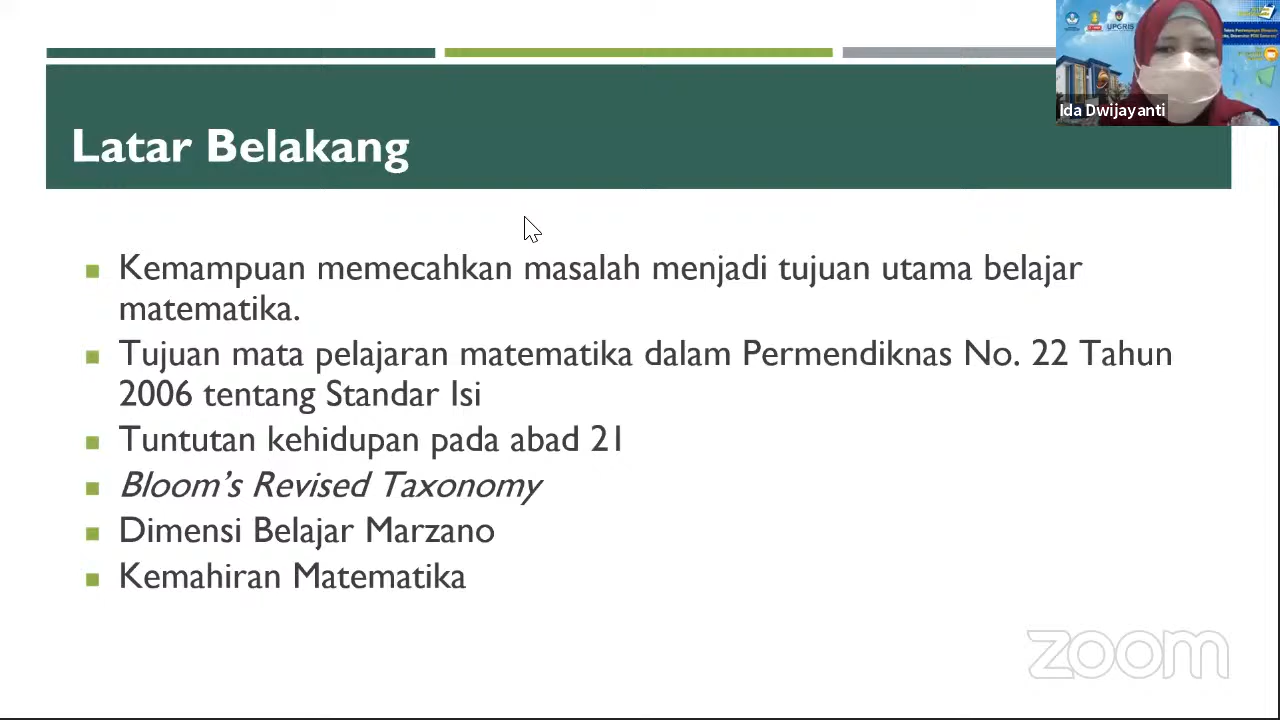 Latar Belakang
Kemampuan memecahkan masalah menjadi tujuan utama belajar
matematika.
Tujuan mata pelajaran matematika dalam Permendiknas No. 22 Tahun
2006 tentang Standar Isi
Tuntutan kehidupan pada abad 21
Bloom's Revised Taxonomy
Dimensi Belajar Marzano
Kemahiran Matematika
UPGRIS
Ida Dwijayanti
zoom